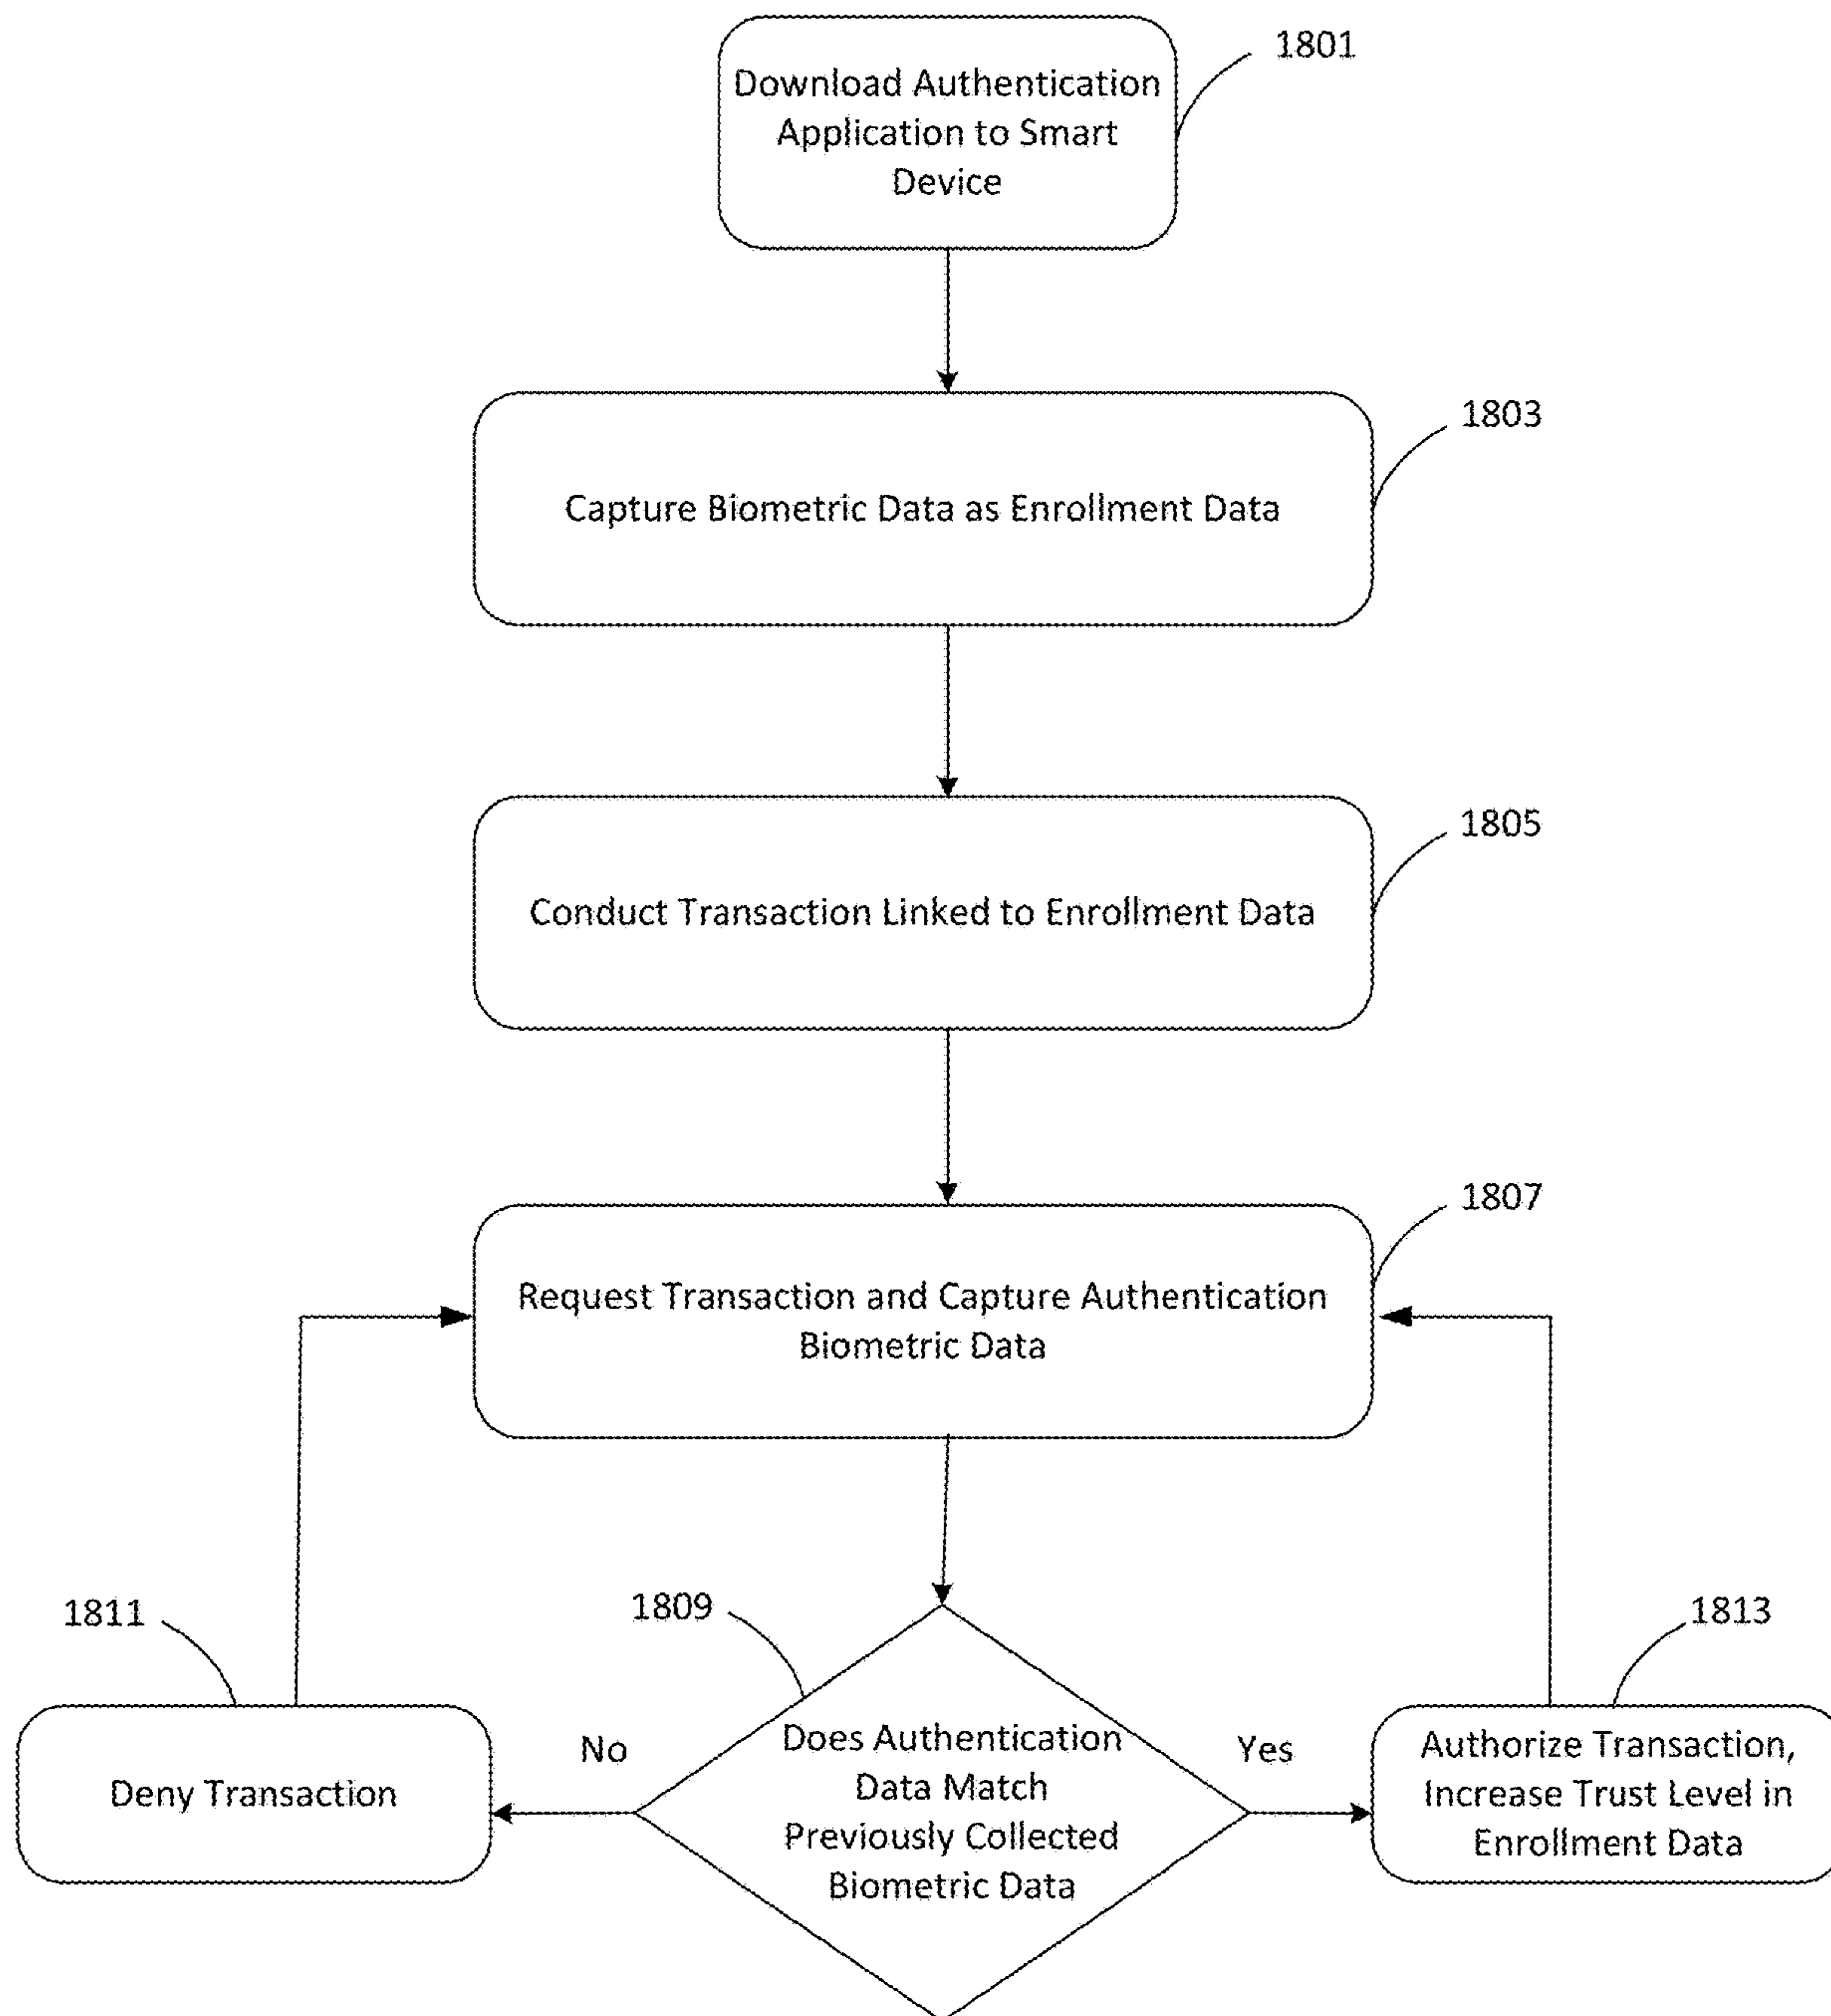 1801
Download Authentication
Application to Smart
Device
1803
Capture Biometric Data as Enrollment Data
1805
Conduct Transaction Linked to Enrollment Data
1807
Request Transaction and Capture Authentication
Biometric Data
1811
1809
1813
Deny Transaction
No
Does Authentication
Data Match
Previously Collected
Biometric Data
Yes
Authorize Transaction,
Increase Trust Level in
Enrollment Data